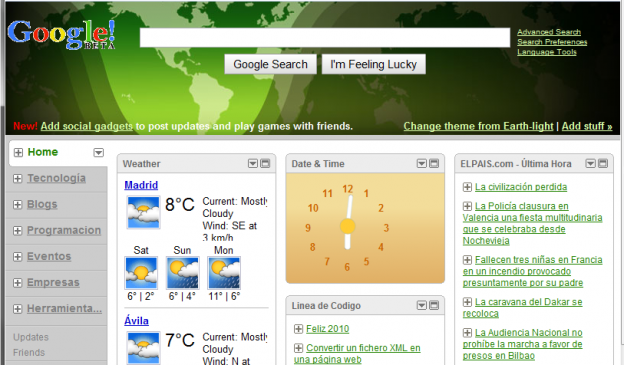 Google!
BETA
Advanced Search
Search Preferences
Language Tools
Google Search
I'm Feeling Lucky
New! Add social gadgets to post updates and play games with friends.
Change theme from Earth-light | Add stuff »
Home
Tecnología
Blogs
Programacion
Eventos
Empresas
Herramienta...
Updates
Friends
Weather
Madrid
8°C
Current: Mostly
Cloudy
Wind: SE at
3 km/h
Sat Sun Mon
6° | 2° 6° | 4° 11° | 6°
Ávila
7°C
Current: Mostly
Cloudy
Wind: N at
Date & Time
12
1
2
3
4
5
6
7
8
9
10
11
Linea de Codigo
Feliz 2010
Convertir un fichero XML en
una página web
ELPAIS.com - Última Hora
La civilización perdida
La Policía clausura en
Valencia una fiesta multitudinaria
que se celebraba desde
Nochevieja
Fallecen tres niñas en Francia
en un incendio provocado
presuntamente por su padre
La caravana del Dakar se
recoloca
La Audiencia Nacional no
prohíbe la marcha a favor de
presos en Bilbao